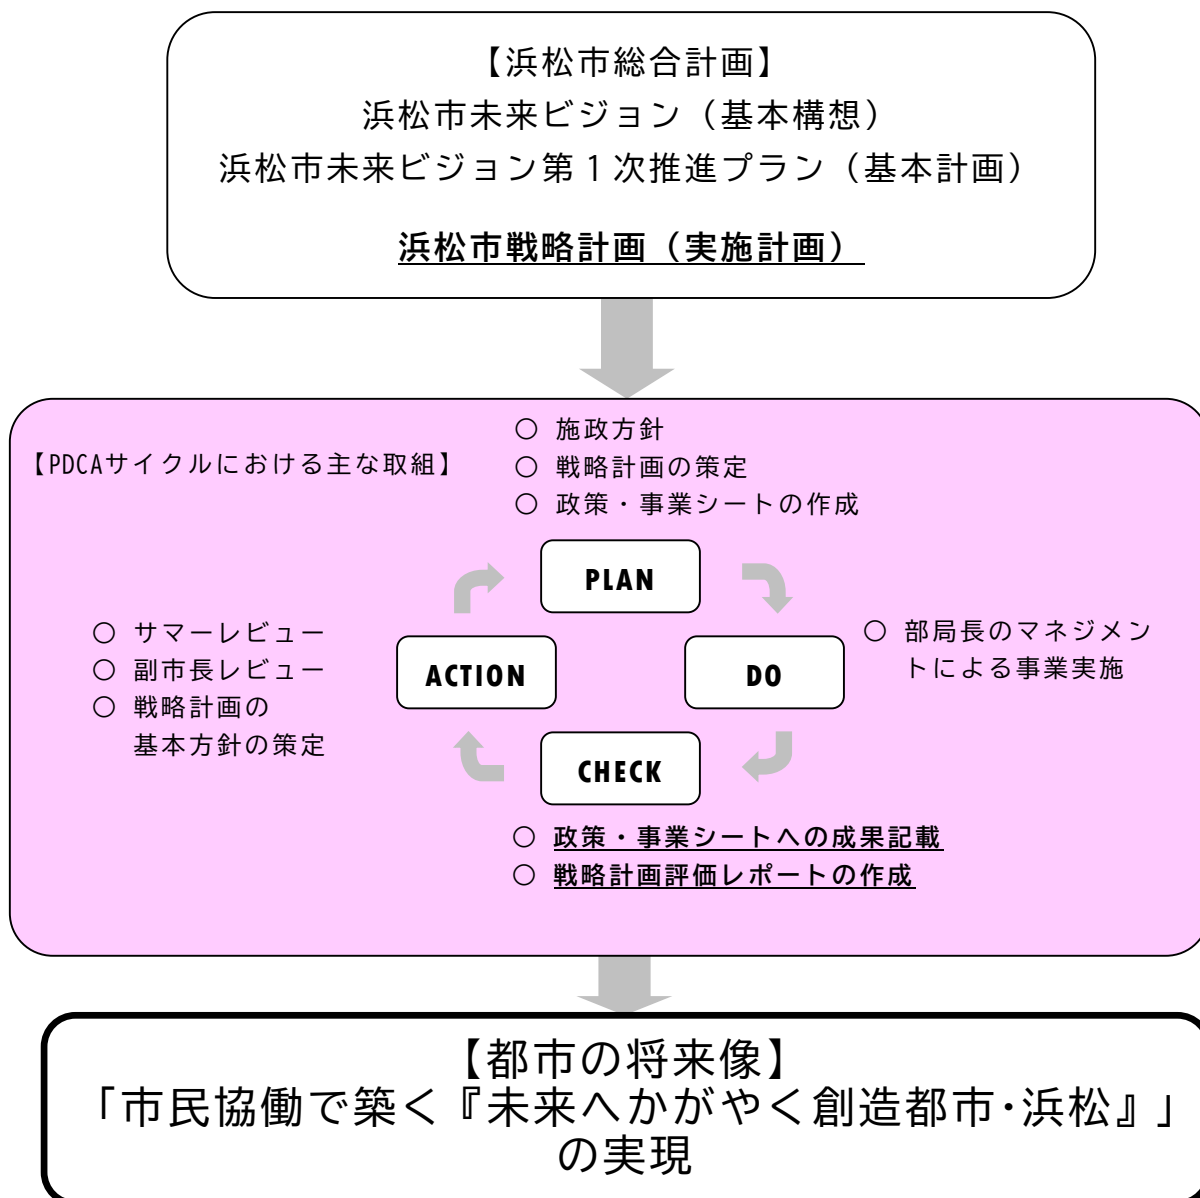 【浜松市総合計画】
浜松市未来ビジョン（基本構想）
浜松市未来ビジョン第１次推進プラン（基本計画）
浜松市戦略計画（実施計画）
【PDCAサイクルにおける主な取組】
○ 施政方針
○ 戦略計画の策定
○ 政策・事業シートの作成
PLAN
○ サマーレビュー
○ 副市長レビュー
○ 戦略計画の
基本方針の策定
ACTION
DO
○ 部局長のマネジメン
トによる事業実施
CHECK
○ 政策・事業シートへの成果記載
○ 戦略計画評価レポートの作成
【都市の将来像】
「市民協働で築く『未来へかがやく創造都市・浜松』」
の実現